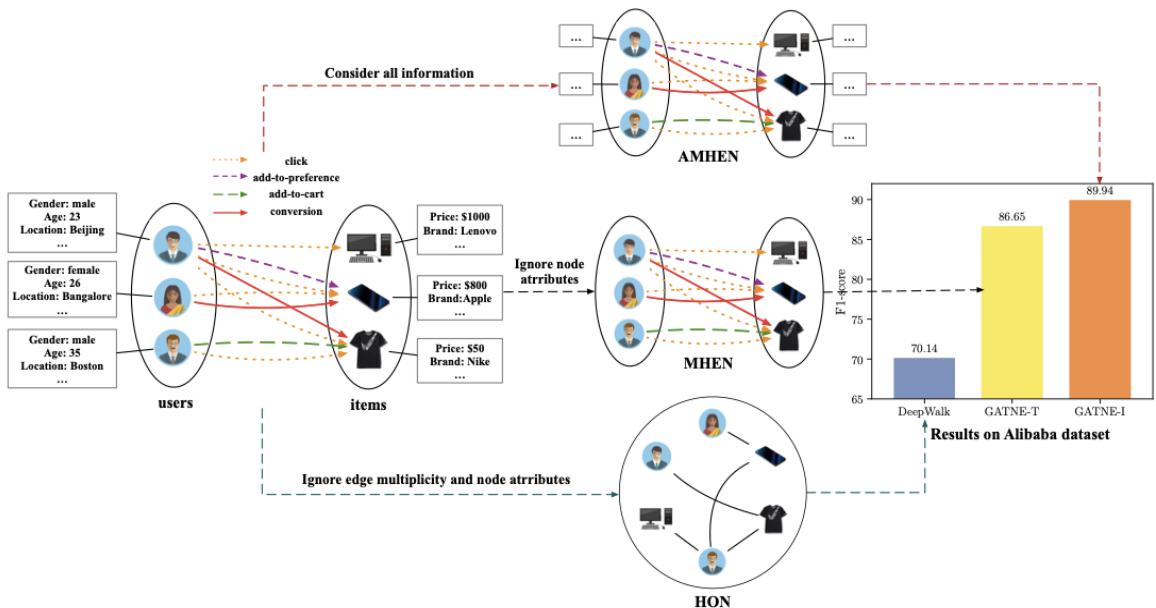 ...
...
...
...
...
...
Consider all information
AMHEN
click
add-to-preference
add-to-cart
conversion
Gender: male
Age: 23
Location: Beijing
...
Gender: female
Age: 26
Location: Bangalore
...
Gender: male
Age: 35
Location: Boston
...
users
items
Price: $1000
Brand: Lenovo
...
Price: $800
Brand:Apple
...
Price: $50
Brand: Nike
...
Ignore node
atrributes
MHEN
Ignore edge multiplicity and node atrributes
HON
F1-score
90
85
80
75
70
65
70.14
86.65
89.94
DeepWalk
GATNE-T
GATNE-I
Results on Alibaba dataset